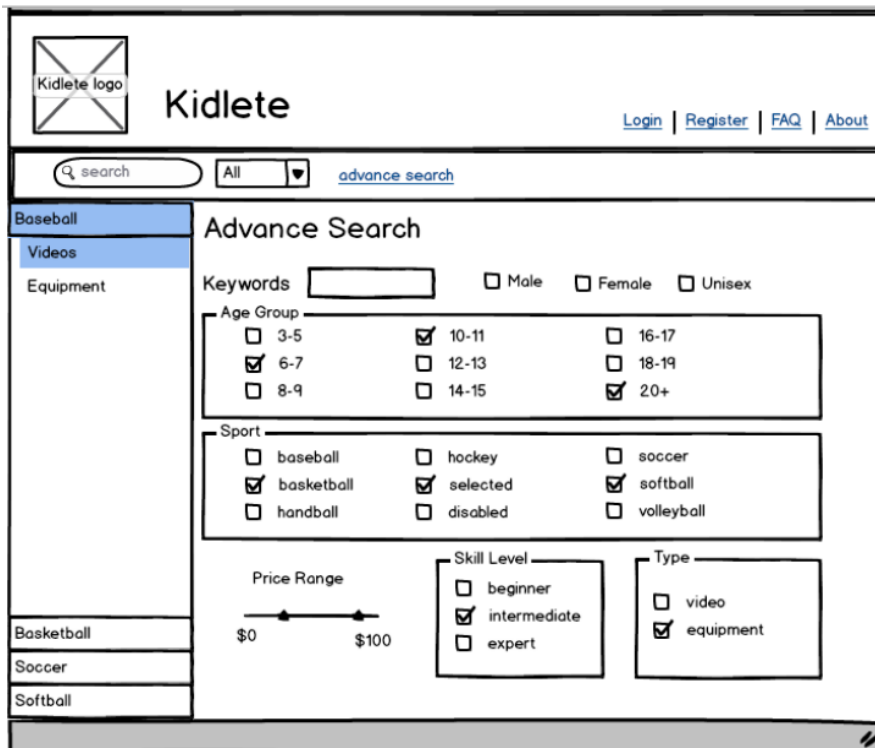 Kidlete logo
Kidlete
Login | Register | FAQ | About
search All advance search
Baseball
Videos
Equipment
Basketball
Soccer
Softball
Advance Search
Keywords Male Female Unisex
Age Group
3-5 10-11 16-17
6-7 12-13 18-19
8-9 14-15 20+
Sport
baseball hockey soccer
basketball selected softball
handball disabled volleyball
Price Range
$0 $100
Skill Level
beginner
intermediate
expert
Type
video
equipment